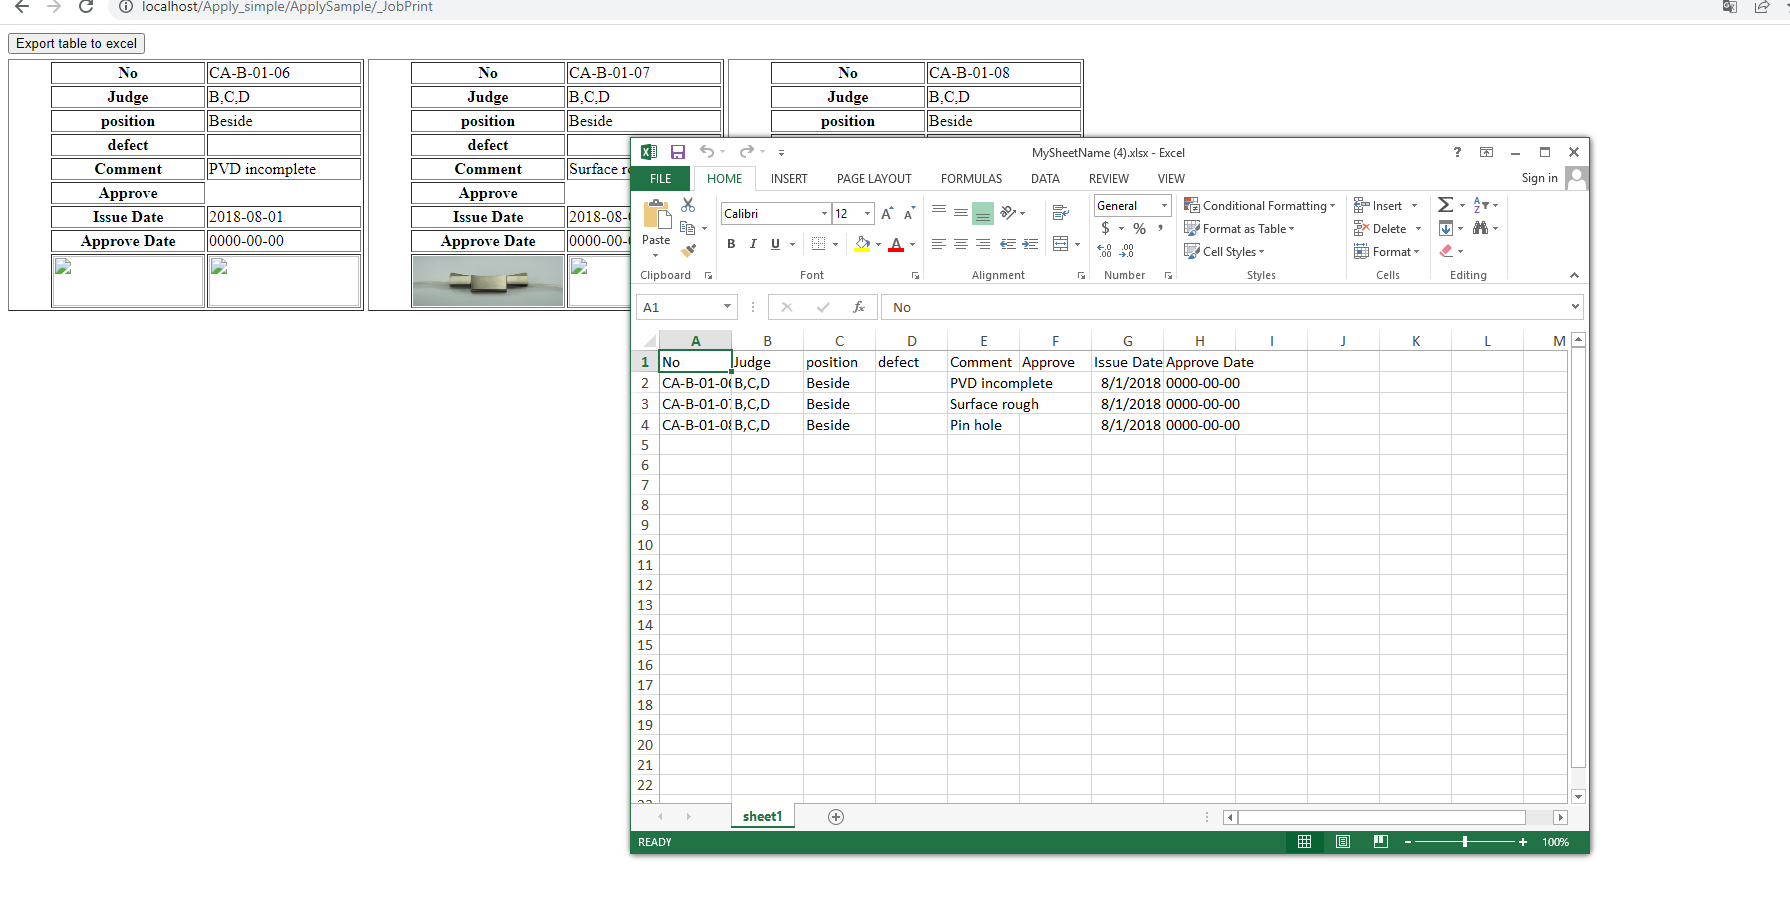 localhost/Apply_simple/ApplySample/_JobPrint
Export table to excel
No CA-B-01-06
Judge B,C,D
position Beside
defect
Comment PVD incomplete
Approve
Issue Date 2018-08-01
Approve Date 0000-00-00
No CA-B-01-07
Judge B,C,D
position Beside
defect
Comment Surface
Approve
Issue Date 2018-08-
Approve Date 0000-00-
No CA-B-01-08
Judge B,C,D
position Beside
MySheetName (4).xlsx - Excel
?
FILE HOME INSERT PAGE LAYOUT FORMULAS DATA REVIEW VIEW Sign in
Paste
Calibri 12
B I U
General
$ % ,
Conditional Formatting
Format as Table
Cell Styles
Insert
Delete
Format
Clipboard Font Alignment Number Styles Cells Editing
A1 fx No
A B C D E F G H I J K L M
1 No Judge position defect Comment Approve Issue Date Approve Date
2 CA-B-01-06 B,C,D Beside PVD incomplete 8/1/2018 0000-00-00
3 CA-B-01-07 B,C,D Beside Surface rough 8/1/2018 0000-00-00
4 CA-B-01-08 B,C,D Beside Pin hole 8/1/2018 0000-00-00
5
6
7
8
9
10
11
12
13
14
15
16
17
18
19
20
21
22
sheet1
READY 100%